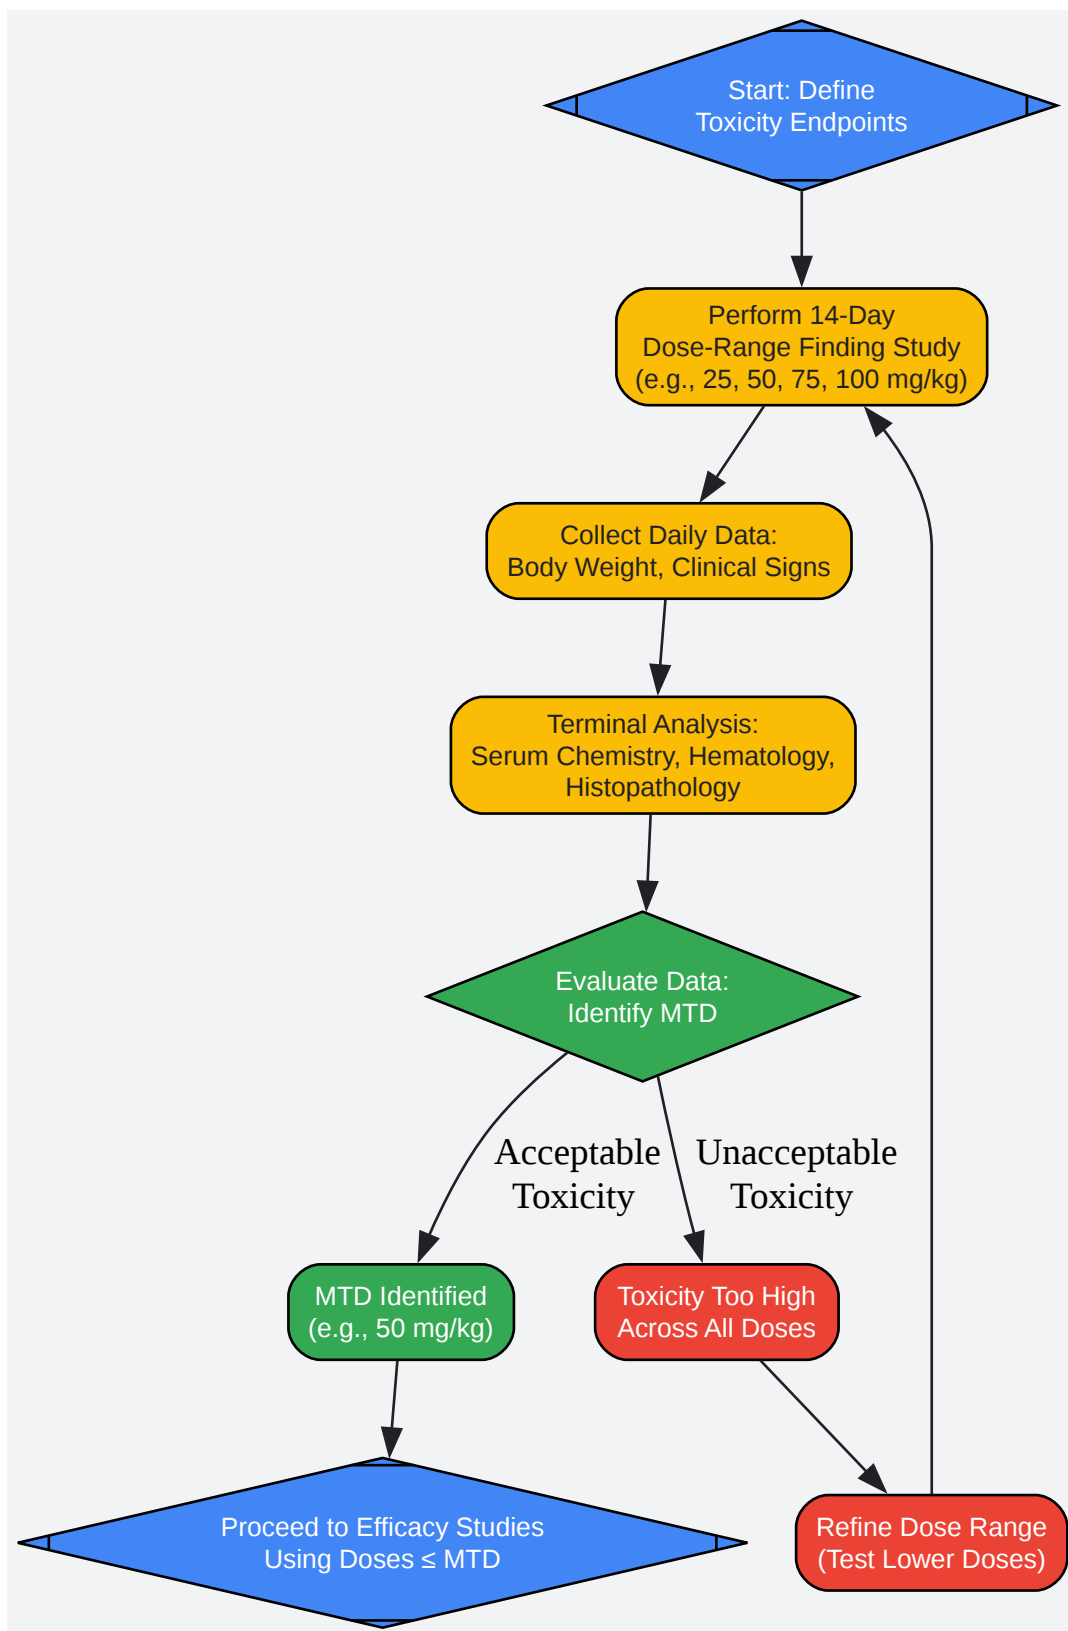 Start: Define
Toxicity Endpoints
Perform 14-Day
Dose-Range Finding Study
(e.g., 25, 50, 75, 100 mg/kg)
Collect Daily Data:
Body Weight, Clinical Signs
Terminal Analysis:
Serum Chemistry, Hematology,
Histopathology
Evaluate Data:
Identify MTD
Acceptable
Toxicity
Unacceptable
Toxicity
MTD Identified
(e.g., 50 mg/kg)
Toxicity Too High
Across All Doses
Proceed to Efficacy Studies
Using Doses ≤ MTD
Refine Dose Range
(Test Lower Doses)